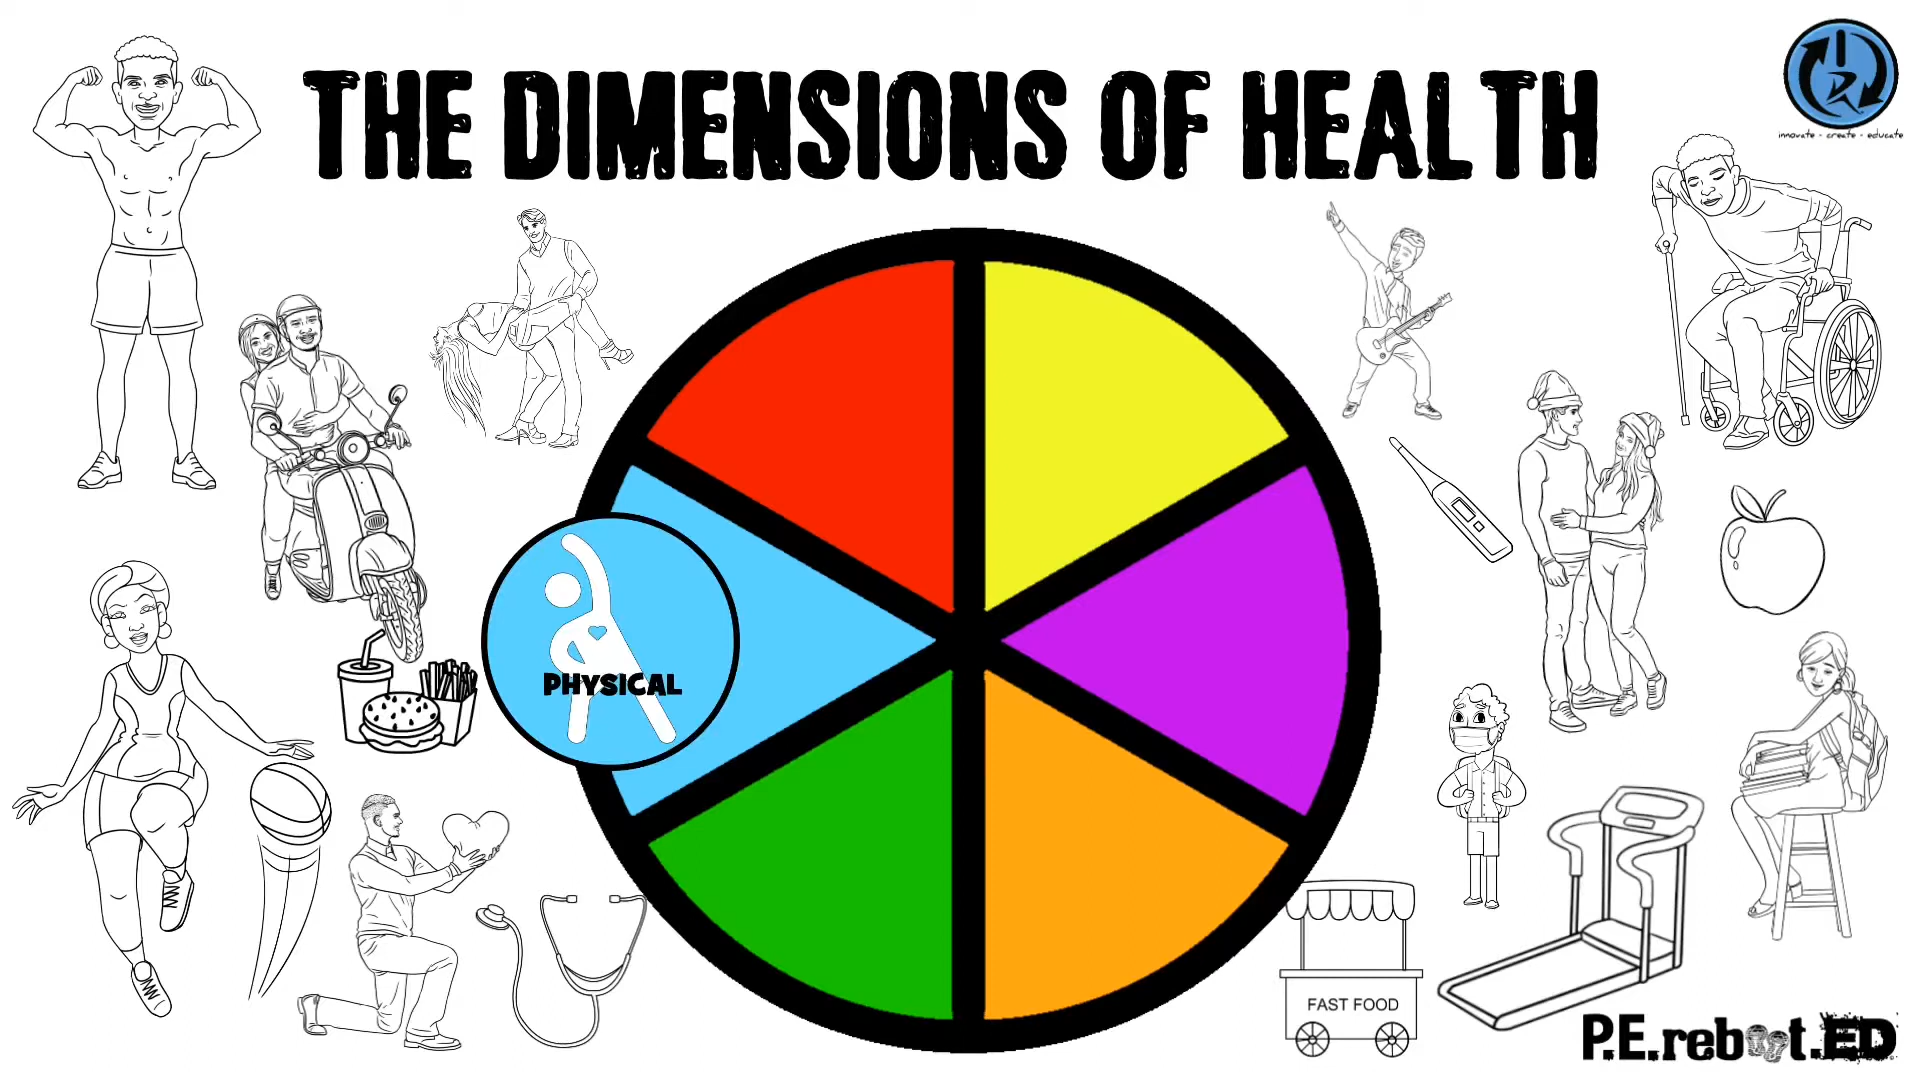 THE DIMENSIONS OF HEALTH
innovate - create - educate
PHYSICAL
FAST FOOD
P.E.reboot.ED